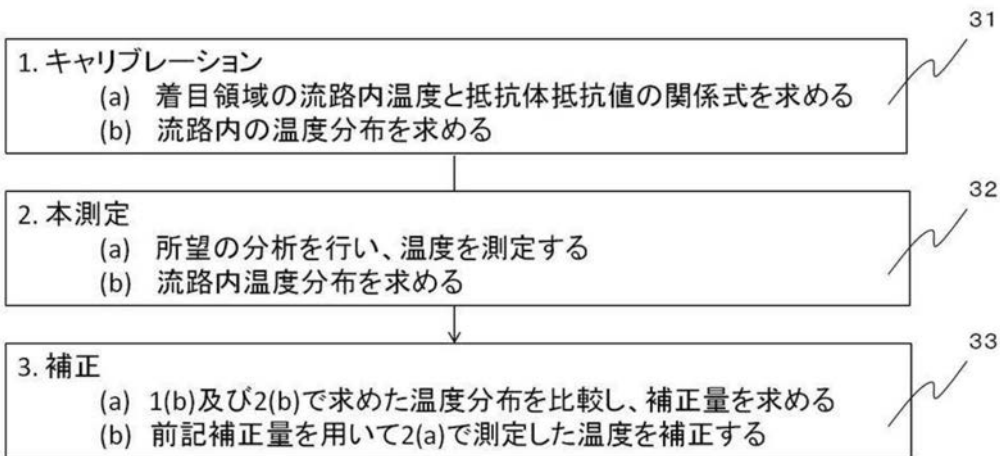 31
1. キャリブレーション
(a) 着目領域の流路内温度と抵抗体抵抗値の関係式を求める
(b) 流路内の温度分布を求める
32
2. 本測定
(a) 所望の分析を行い、温度を測定する
(b) 流路内温度分布を求める
33
3. 補正
(a) 1(b)及び2(b)で求めた温度分布を比較し、補正量を求める
(b) 前記補正量を用いて2(a)で測定した温度を補正する